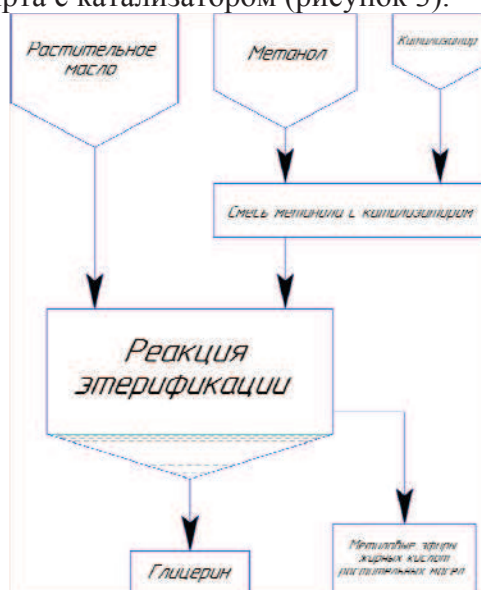 рта с катализатором (рисунок 3).
Растительное
масло
Метанол
Катализатор
Смесь метанола с катализатором
Реакция
этерификации
Глицерин
Метиловые эфиры
жирных кислот
растительных масел